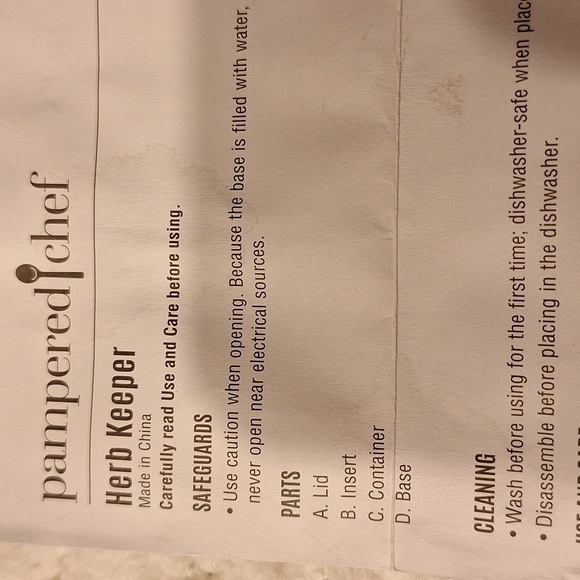 pampered chef
Herb Keeper
Made in China
Carefully read Use and Care before using.
SAFEGUARDS
• Use caution when opening. Because the base is filled with water,
never open near electrical sources.
PARTS
A. Lid
B. Insert
C. Container
D. Base
CLEANING
• Wash before using for the first time; dishwasher-safe when plac
• Disassemble before placing in the dishwasher.